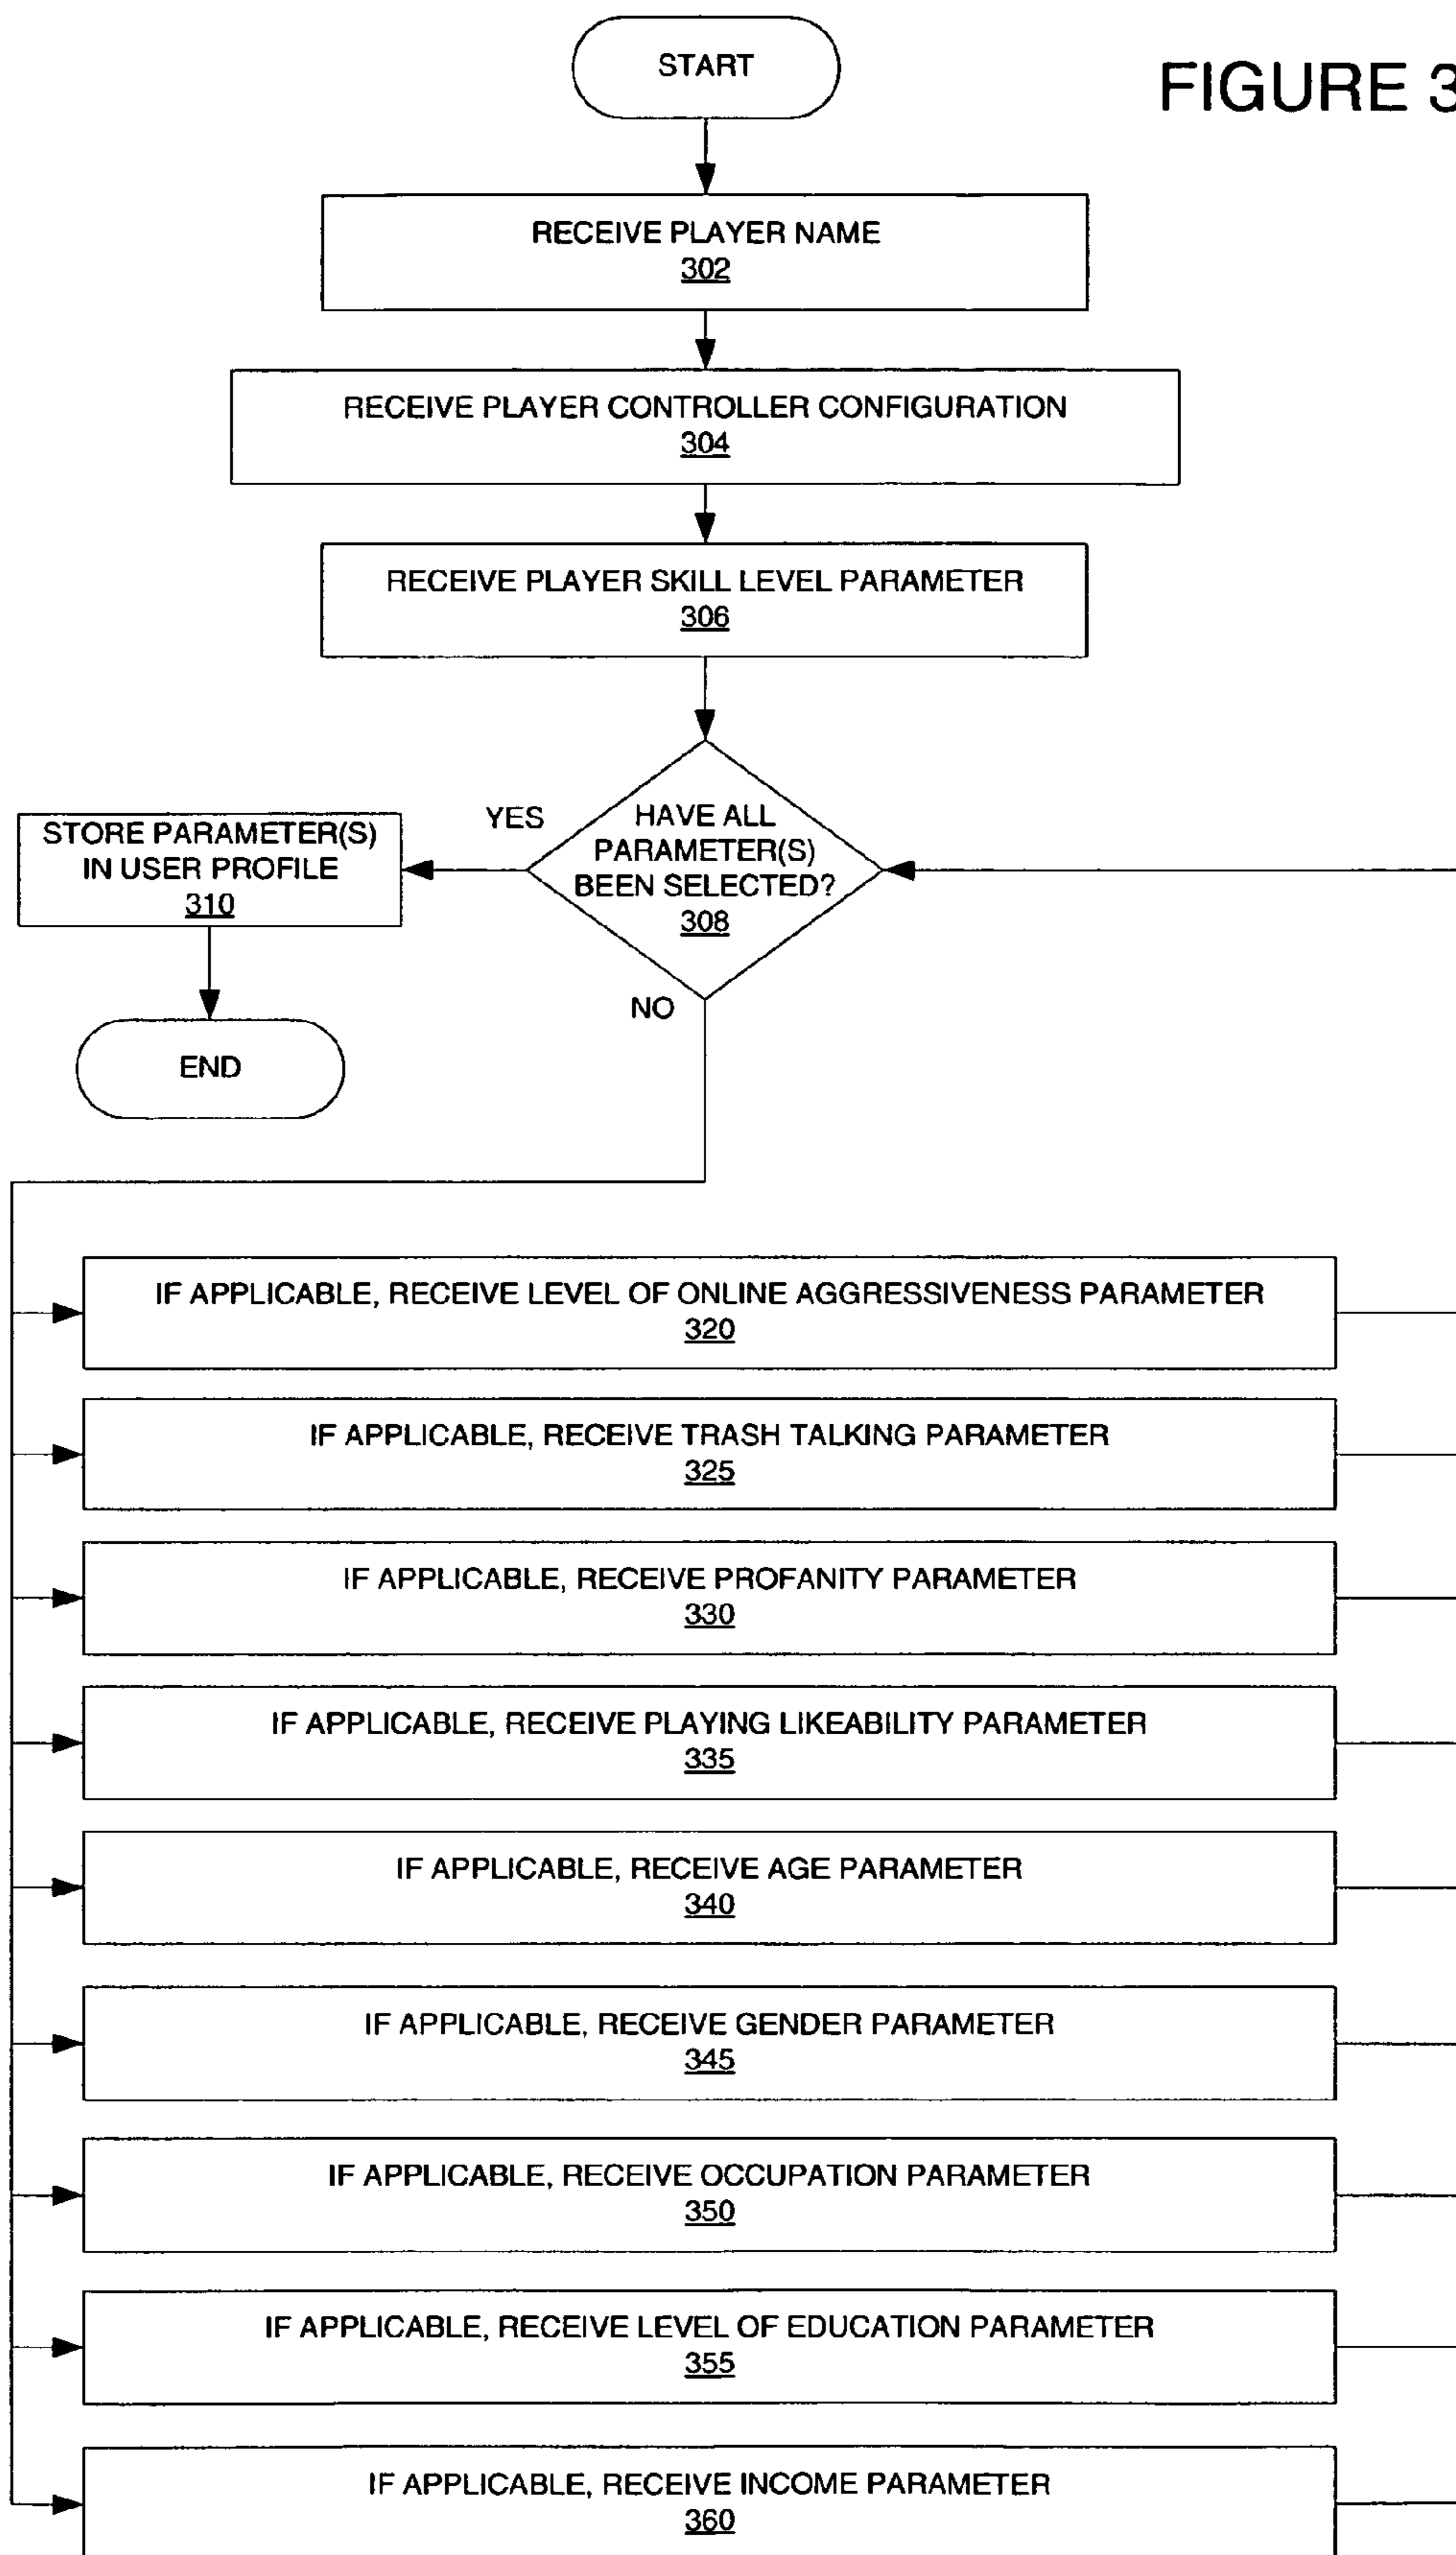 START
FIGURE 3
RECEIVE PLAYER NAME
302
RECEIVE PLAYER CONTROLLER CONFIGURATION
304
RECEIVE PLAYER SKILL LEVEL PARAMETER
306
YES
HAVE ALL
PARAMETER(S)
BEEN SELECTED?
308
STORE PARAMETER(S)
IN USER PROFILE
310
NO
END
IF APPLICABLE, RECEIVE LEVEL OF ONLINE AGGRESSIVENESS PARAMETER
320
IF APPLICABLE, RECEIVE TRASH TALKING PARAMETER
325
IF APPLICABLE, RECEIVE PROFANITY PARAMETER
330
IF APPLICABLE, RECEIVE PLAYING LIKEABILITY PARAMETER
335
IF APPLICABLE, RECEIVE AGE PARAMETER
340
IF APPLICABLE, RECEIVE GENDER PARAMETER
345
IF APPLICABLE, RECEIVE OCCUPATION PARAMETER
350
IF APPLICABLE, RECEIVE LEVEL OF EDUCATION PARAMETER
355
IF APPLICABLE, RECEIVE INCOME PARAMETER
360